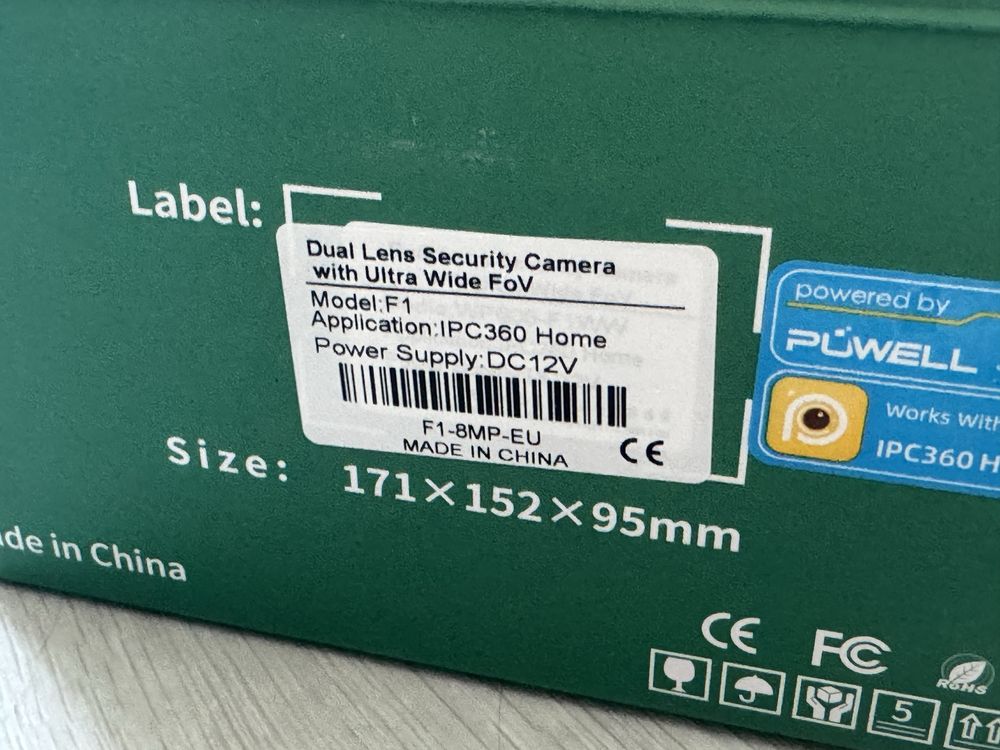 Label:
Dual Lens Security Camera
with Ultra Wide FoV
Model:F1
Application:IPC360 Home
Power Supply:DC12V
F1-8MP-EU
MADE IN CHINA
CE
powered by
PUWELL
Works With
IPC360 H
Size: 171×152×95mm
de in China
CE FC
RoHS
5